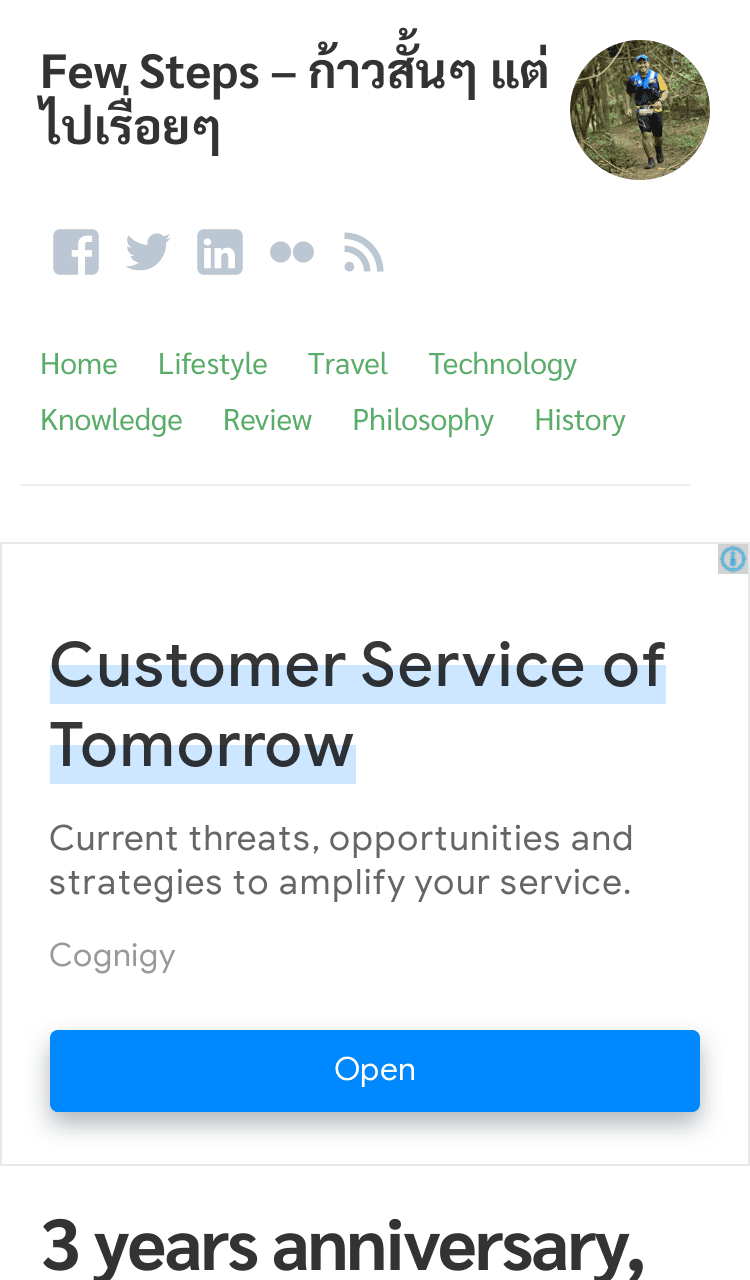 Few Steps – ก้าวสั้นๆ แต่
ไปเรื่อยๆ
Home Lifestyle Travel Technology
Knowledge Review Philosophy History
Customer Service of
Tomorrow
Current threats, opportunities and
strategies to amplify your service.
Cognigy
Open
3 years anniversary,